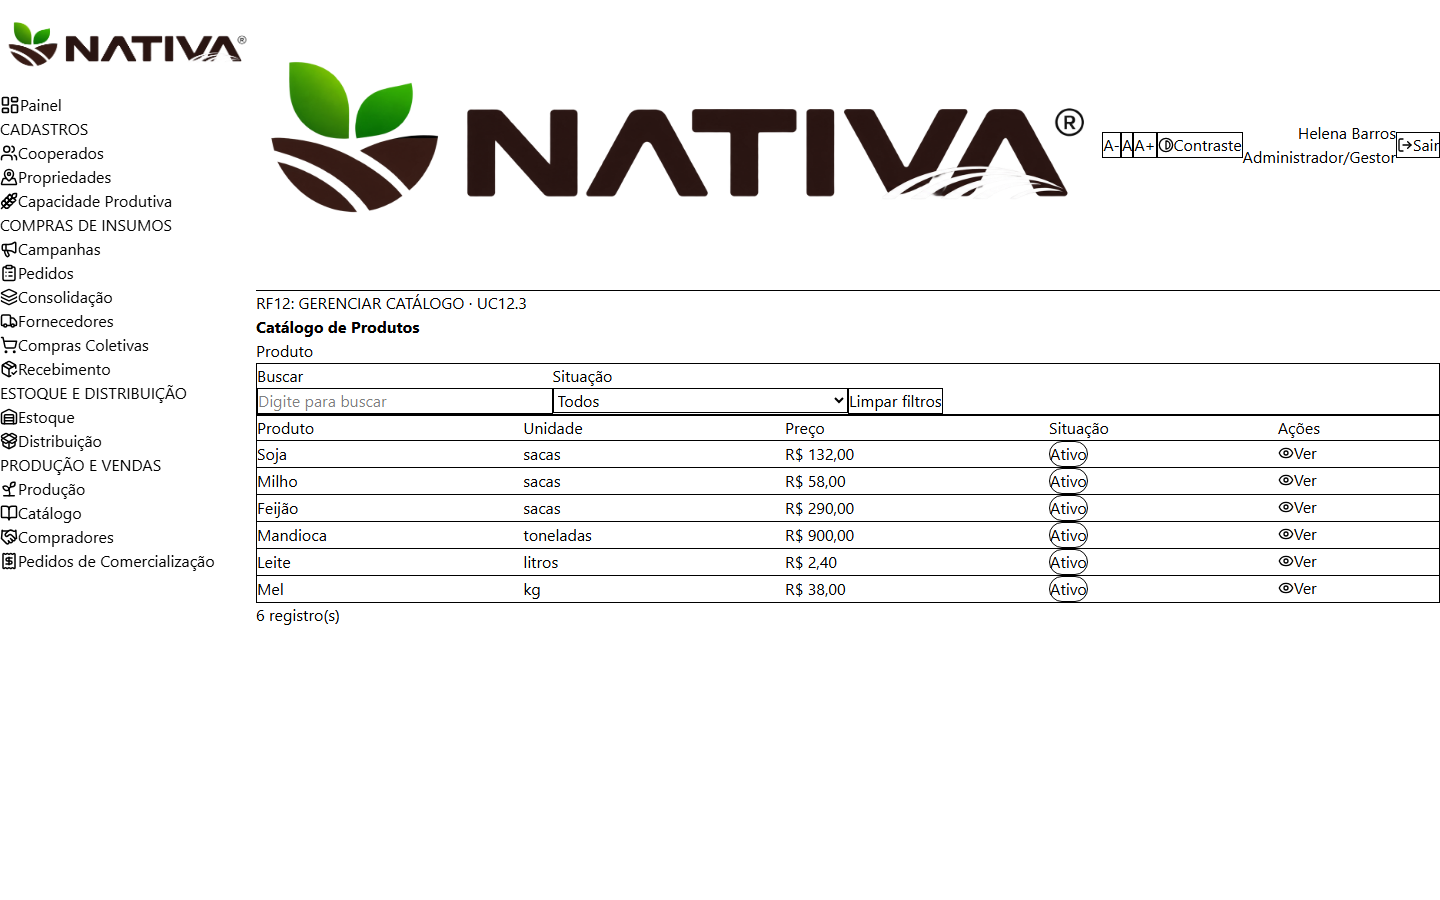 NATIVA®
Painel
CADASTROS
Cooperados
Propriedades
Capacidade Produtiva
COMPRAS DE INSUMOS
Campanhas
Pedidos
Consolidação
Fornecedores
Compras Coletivas
Recebimento
ESTOQUE E DISTRIBUIÇÃO
Estoque
Distribuição
PRODUÇÃO E VENDAS
Produção
Catálogo
Compradores
Pedidos de Comercialização
NATIVA®
A- A A+ Contraste
Helena Barros
Administrador/Gestor
Sair
RF12: GERENCIAR CATÁLOGO · UC12.3
Catálogo de Produtos
Produto
Buscar Situação
Digite para buscar Todos Limpar filtros
Produto Unidade Preço Situação Ações
Soja sacas R$ 132,00 Ativo Ver
Milho sacas R$ 58,00 Ativo Ver
Feijão sacas R$ 290,00 Ativo Ver
Mandioca toneladas R$ 900,00 Ativo Ver
Leite litros R$ 2,40 Ativo Ver
Mel kg R$ 38,00 Ativo Ver
6 registro(s)